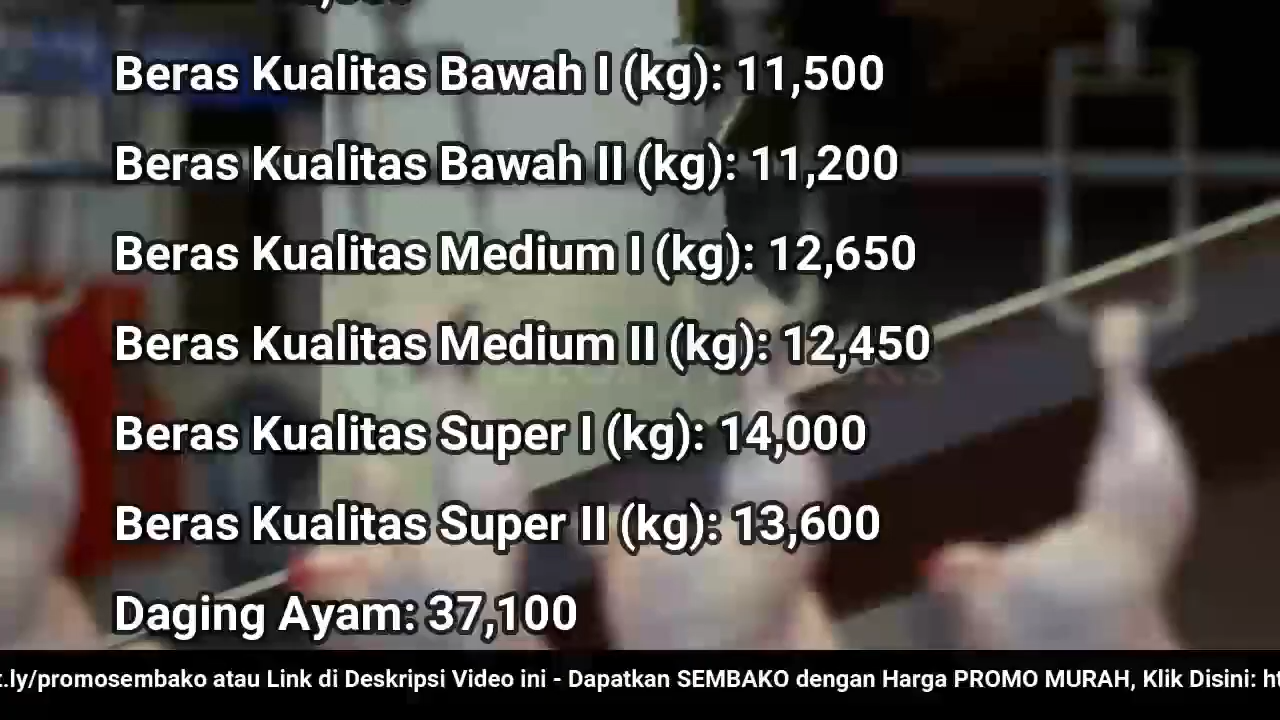 Beras Kualitas Bawah I (kg): 11,500
Beras Kualitas Bawah II (kg): 11,200
Beras Kualitas Medium I (kg): 12,650
Beras Kualitas Medium II (kg): 12,450
Beras Kualitas Super I (kg): 14,000
Beras Kualitas Super II (kg): 13,600
Daging Ayam: 37,100
t.ly/promosembako atau Link di Deskripsi Video ini - Dapatkan SEMBAKO dengan Harga PROMO MURAH, Klik Disini: ht